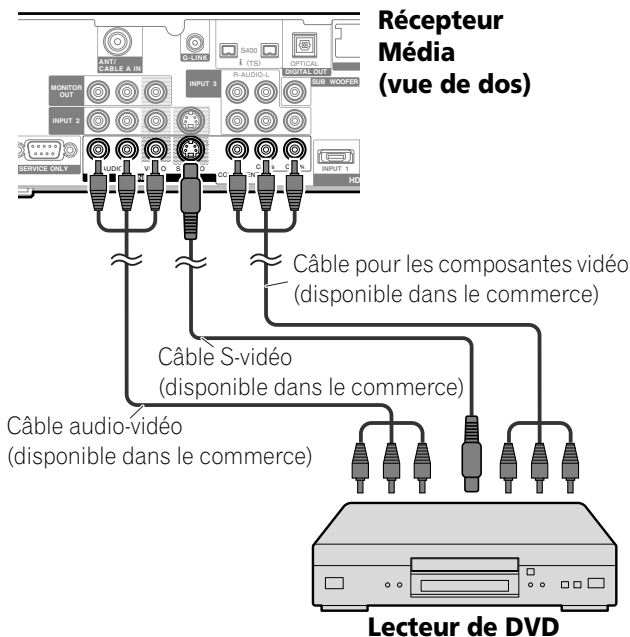 Récepteur
Média
(vue de dos)
ANT/
CABLE A IN
G-LINK
S400
i (TS)
OPTICAL
DIGITAL OUT
MONITOR
OUT
INPUT 3
R-AUDIO-L
SUB WOOFER
INPUT 2
SERVICE ONLY
INPUT 1
Câble pour les composantes vidéo
(disponible dans le commerce)
Câble S-vidéo
(disponible dans le commerce)
Câble audio-vidéo
(disponible dans le commerce)
Lecteur de DVD